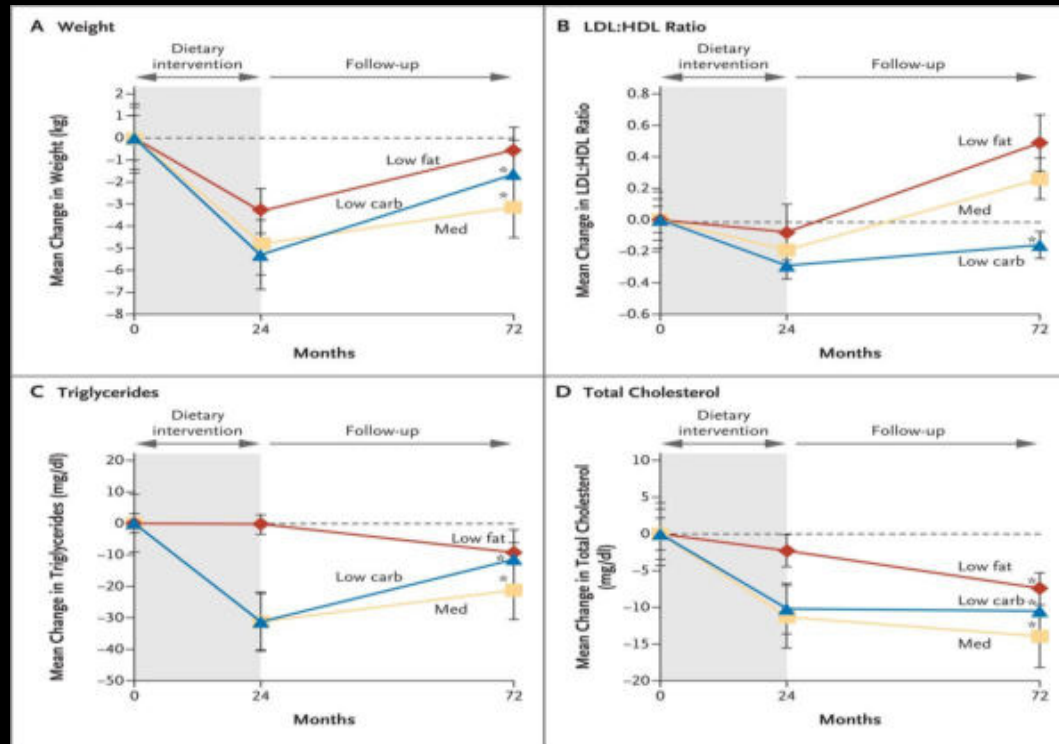 A Weight
Dietary
intervention
Follow-up
Mean Change in Weight (kg)
2
1
0
−1
−2
−3
−4
−5
−6
−7
−8
Low fat
*
Low carb
*
Med
0
24
72
Months
B LDL:HDL Ratio
Dietary
intervention
Follow-up
Mean Change in LDL:HDL Ratio
0.8
0.6
0.4
0.2
0.0
−0.2
−0.4
−0.6
Low fat
Med
*
Low carb
0
24
72
Months
C Triglycerides
Dietary
intervention
Follow-up
Mean Change in Triglycerides (mg/dl)
20
10
0
−10
−20
−30
−40
−50
Low fat
*
Low carb
*
Med
0
24
72
Months
D Total Cholesterol
Dietary
intervention
Follow-up
Mean Change in Total Cholesterol
(mg/dl)
10
5
0
−5
−10
−15
−20
Low fat
*
Low carb
*
*
Med
0
24
72
Months